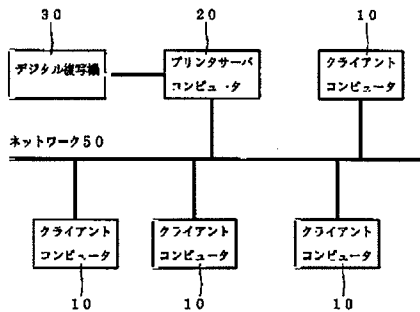 30
20
10
デジタル複写機
プリンタサーバ
コンピュータ
クライアント
コンピュータ
ネットワーク50
クライアント
コンピュータ
クライアント
コンピュータ
クライアント
コンピュータ
10
10
10